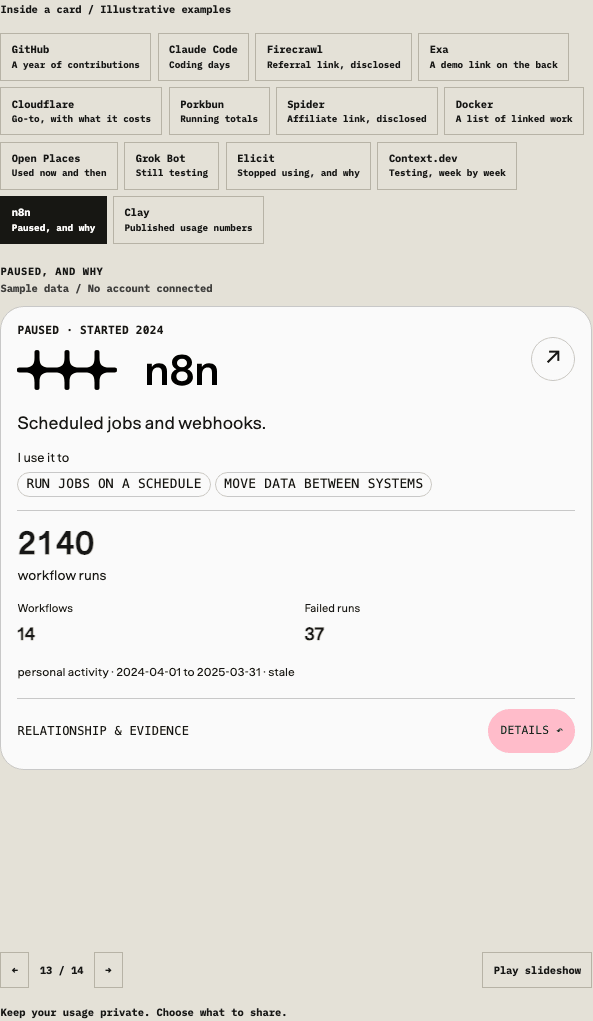 Inside a card / Illustrative examples
GitHub
A year of contributions
Claude Code
Coding days
Firecrawl
Referral link, disclosed
Exa
A demo link on the back
Cloudflare
Go-to, with what it costs
Porkbun
Running totals
Spider
Affiliate link, disclosed
Docker
A list of linked work
Open Places
Used now and then
Grok Bot
Still testing
Elicit
Stopped using, and why
Context.dev
Testing, week by week
n8n
Paused, and why
Clay
Published usage numbers
PAUSED, AND WHY
Sample data / No account connected
PAUSED · STARTED 2024
n8n
Scheduled jobs and webhooks.
I use it to
RUN JOBS ON A SCHEDULE
MOVE DATA BETWEEN SYSTEMS
2140
workflow runs
Workflows
14
Failed runs
37
personal activity · 2024-04-01 to 2025-03-31 · stale
RELATIONSHIP & EVIDENCE
DETAILS ↶
← 13 / 14 →
Play slideshow
Keep your usage private. Choose what to share.